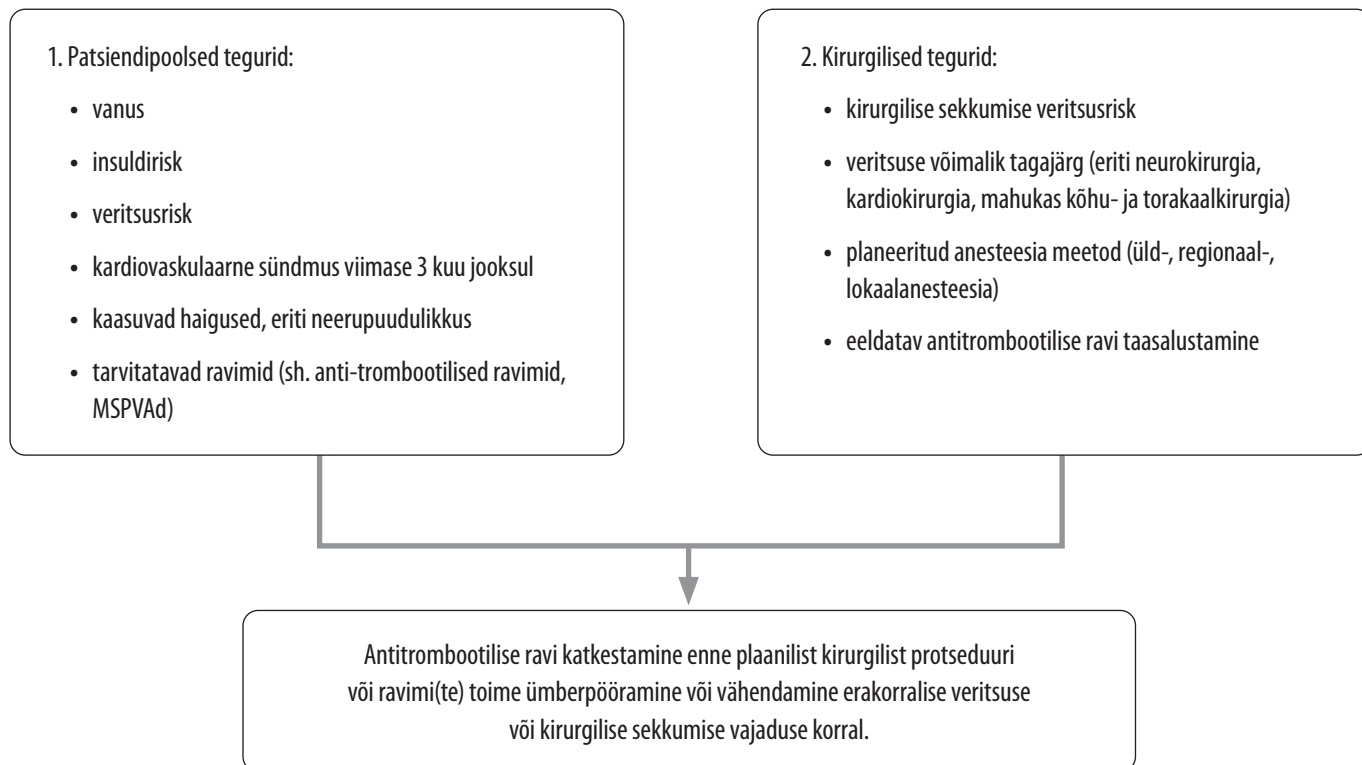 1. Patsiendipoolsed tegurid:
• vanus
• insuldirisk
• veritsusrisk
• kardiovaskulaarne sündmus viimase 3 kuu jooksul
• kaasuvad haigused, eriti neerupuudulikkus
• tarvitatavad ravimid (sh. anti-trombootilised ravimid,
MSPVAd)
2. Kirurgilised tegurid:
• kirurgilise sekkumise veritsusrisk
• veritsuse võimalik tagajärg (eriti neurokirurgia,
kardiokirurgia, mahukas kõhu- ja torakaalkirurgia)
• planeeritud anesteesia meetod (üld-, regionaal-,
lokaalanesteesia)
• eeldatav antitrombootilise ravi taasalustamine
Antitrombootilise ravi katkestamine enne plaanilist kirurgilist protseduuri
või ravimi(te) toime ümberpööramine või vähendamine erakorralise veritsuse
või kirurgilise sekkumise vajaduse korral.